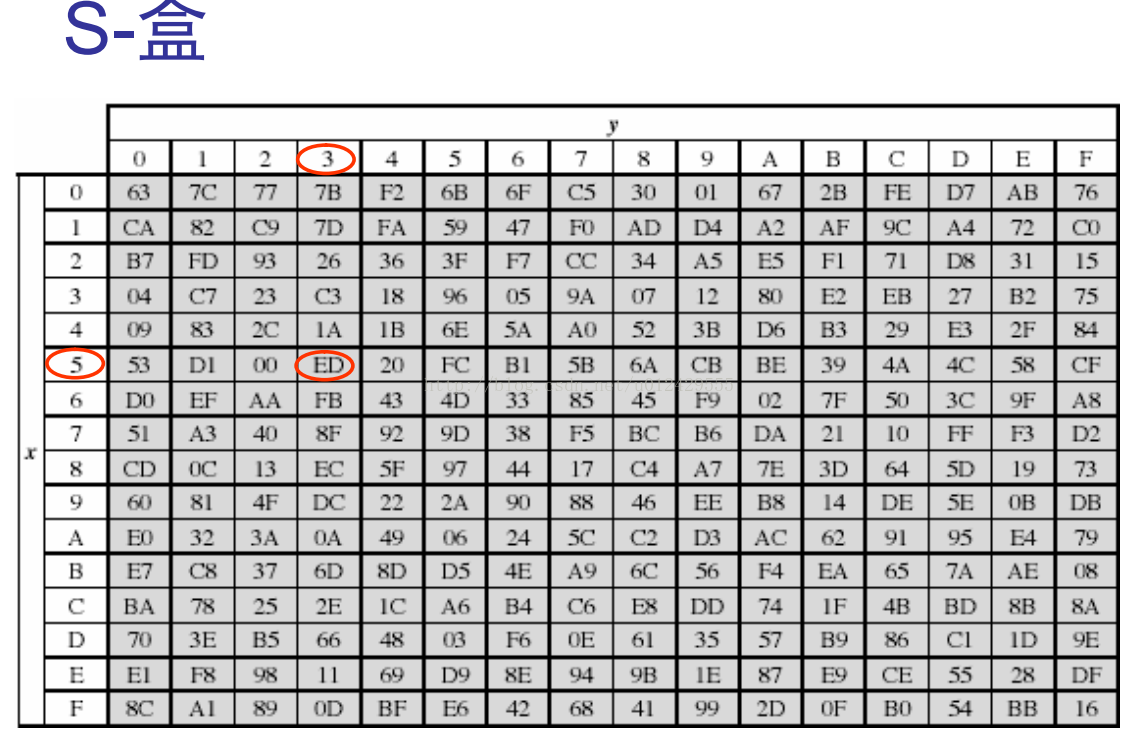 S-盒
y
0 1 2 3 4 5 6 7 8 9 A B C D E F
0 63 7C 77 7B F2 6B 6F C5 30 01 67 2B FE D7 AB 76
1 CA 82 C9 7D FA 59 47 F0 AD D4 A2 AF 9C A4 72 C0
2 B7 FD 93 26 36 3F F7 CC 34 A5 E5 F1 71 D8 31 15
3 04 C7 23 C3 18 96 05 9A 07 12 80 E2 EB 27 B2 75
4 09 83 2C 1A 1B 6E 5A A0 52 3B D6 B3 29 E3 2F 84
5 53 D1 00 ED 20 FC B1 5B 6A CB BE 39 4A 4C 58 CF
6 D0 EF AA FB 43 4D 33 85 45 F9 02 7F 50 3C 9F A8
7 51 A3 40 8F 92 9D 38 F5 BC B6 DA 21 10 FF F3 D2
x
8 CD 0C 13 EC 5F 97 44 17 C4 A7 7E 3D 64 5D 19 73
9 60 81 4F DC 22 2A 90 88 46 EE B8 14 DE 5E 0B DB
A E0 32 3A 0A 49 06 24 5C C2 D3 AC 62 91 95 E4 79
B E7 C8 37 6D 8D D5 4E A9 6C 56 F4 EA 65 7A AE 08
C BA 78 25 2E 1C A6 B4 C6 E8 DD 74 1F 4B BD 8B 8A
D 70 3E B5 66 48 03 F6 0E 61 35 57 B9 86 C1 1D 9E
E E1 F8 98 11 69 D9 8E 94 9B 1E 87 E9 CE 55 28 DF
F 8C A1 89 0D BF E6 42 68 41 99 2D 0F B0 54 BB 16